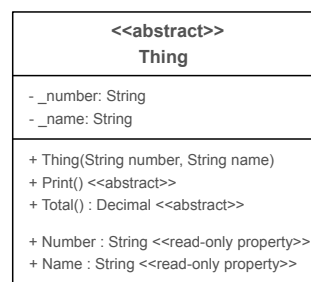 <<abstract>>
Thing
- _number: String
- _name: String
+ Thing(String number, String name)
+ Print() <<abstract>>
+ Total() : Decimal <<abstract>>
+ Number : String <<read-only property>>
+ Name : String <<read-only property>>